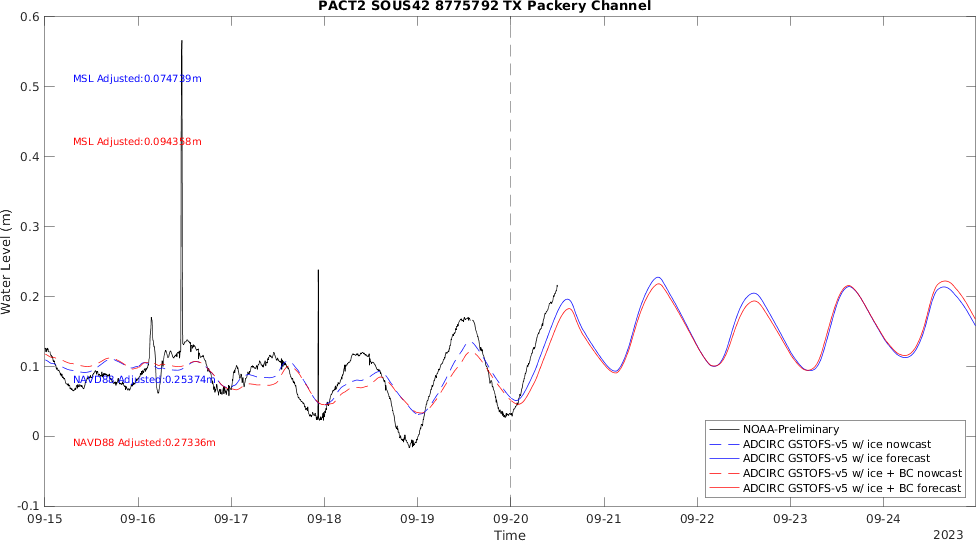 PACT2 SOUS42 8775792 TX Packery Channel
0.6
0.5
0.4
0.3
0.2
0.1
0
-0.1
Water Level (m)
MSL Adjusted:0.074739m
MSL Adjusted:0.094358m
NAVD88 Adjusted:0.25374m
NAVD88 Adjusted:0.27336m
NOAA-Preliminary
ADCIRC GSTOFS-v5 w/ ice nowcast
ADCIRC GSTOFS-v5 w/ ice forecast
ADCIRC GSTOFS-v5 w/ ice + BC nowcast
ADCIRC GSTOFS-v5 w/ ice + BC forecast
09-15 09-16 09-17 09-18 09-19 09-20 09-21 09-22 09-23 09-24
Time
2023